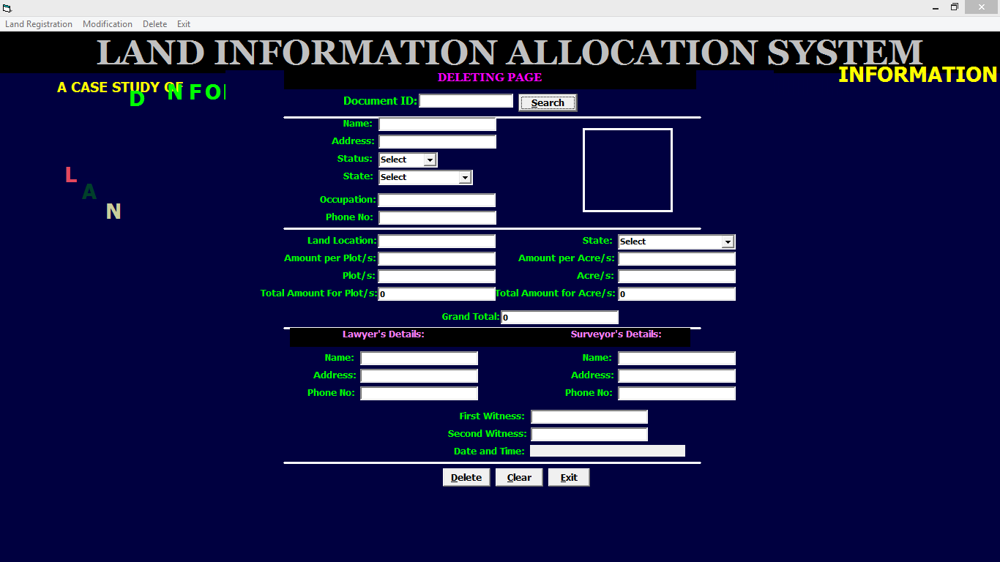 Land Registration Modification Delete Exit
LAND INFORMATION ALLOCATION SYSTEM
DELETING PAGE
INFORMATION
A CASE STUDY OF
D N F O
L
A
N
Document ID: Search
Name:
Address:
Status: Select
State: Select
Occupation:
Phone No:
Land Location: State: Select
Amount per Plot/s: Amount per Acre/s:
Plot/s: Acre/s:
Total Amount For Plot/s: 0 Total Amount for Acre/s: 0
Grand Total: 0
Lawyer's Details: Surveyor's Details:
Name: Name:
Address: Address:
Phone No: Phone No:
First Witness:
Second Witness:
Date and Time:
Delete Clear Exit